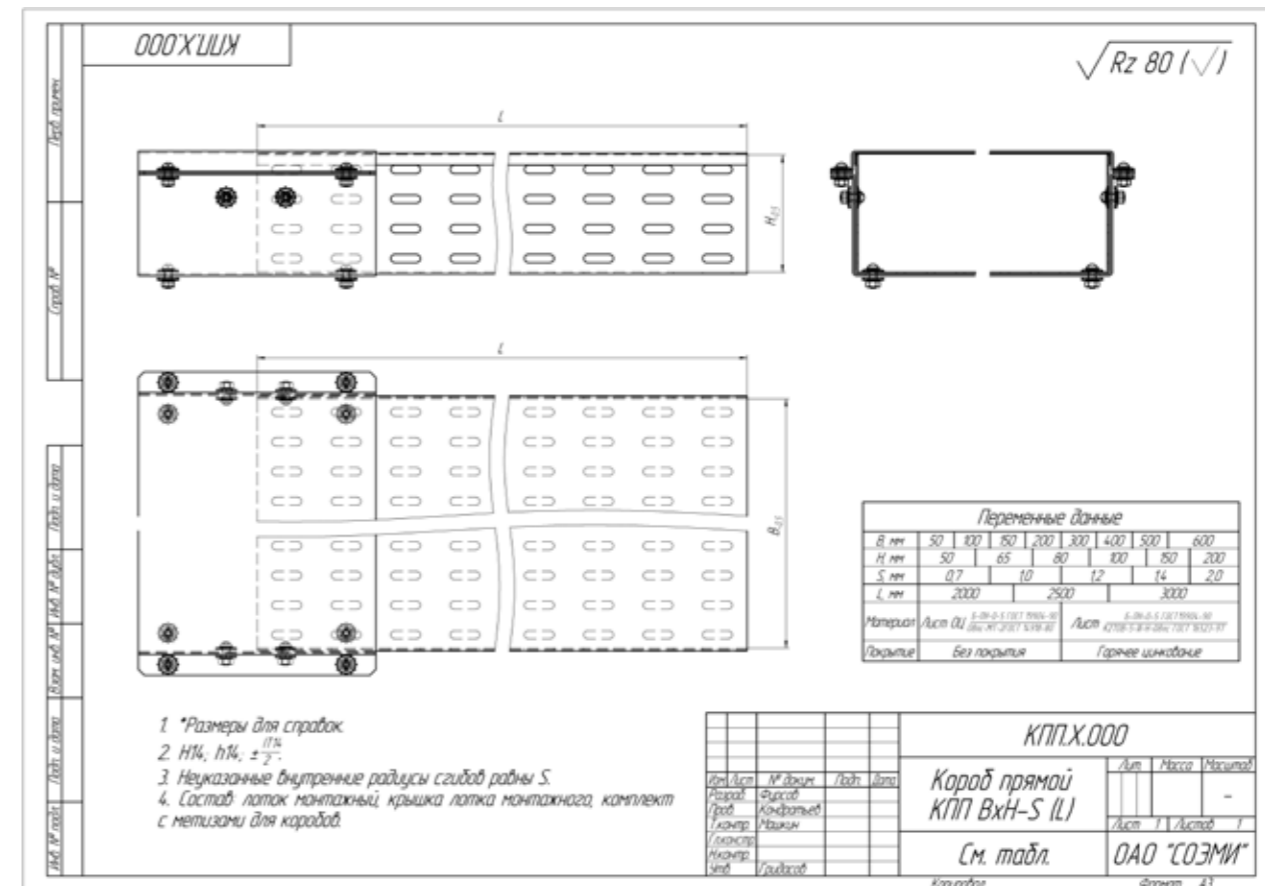 КПП.Х.000
Rz 80 (√)
L
H-0,5
L
B-0,5
Переменные данные
B, мм 50 100 150 200 300 400 500 600
H, мм 50 65 80 100 150 200
S, мм 0,7 1,0 1,2 1,4 2,0
L, мм 2000 2500 3000
Материал Лист ОЦ Лист
Покрытие Без покрытия Горячее цинкование
1. *Размеры для справок.
2. H14; h14; ± IT14/2.
3. Неуказанные внутренние радиусы сгибов равны S.
4. Состав: лоток монтажный, крышка лотка монтажного, комплект
с метизами для коробов.
Перв. примен.
Справ. №
Подп. и дата
Инв. № дубл.
Взам. инв. №
Подп. и дата
Инв. № подл.
КПП.Х.000
Изм. Лист № докум. Подп. Дата
Разраб. Фурсов
Пров. Кондратьев
Т.контр. Машкин
Н.контр.
Утв. Гридасов
Короб прямой
КПП BxH–S (L)
Лит. Масса Масштаб
–
Лист 1 Листов 1
См. табл.
ОАО "СОЭМИ"
Копировал Формат А3